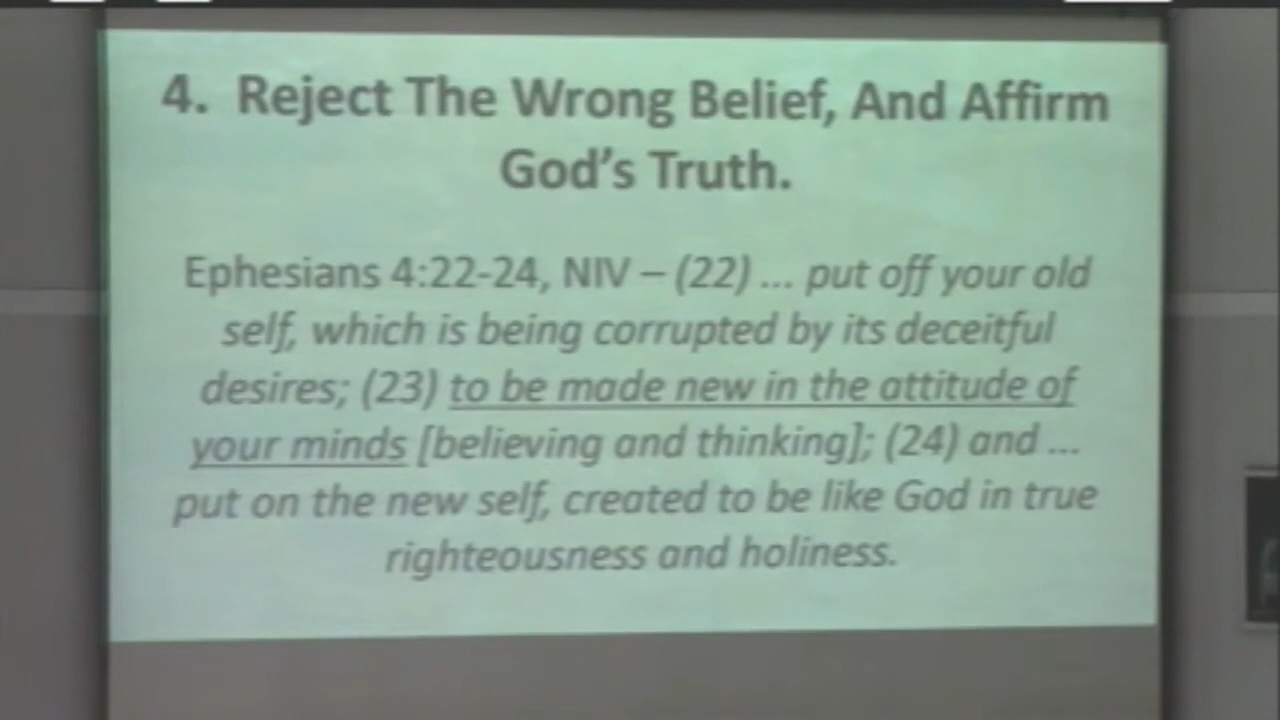 4. Reject The Wrong Belief, And Affirm
God's Truth.
Ephesians 4:22-24, NIV – (22) ... put off your old
self, which is being corrupted by its deceitful
desires; (23) to be made new in the attitude of
your minds [believing and thinking]; (24) and ...
put on the new self, created to be like God in true
righteousness and holiness.